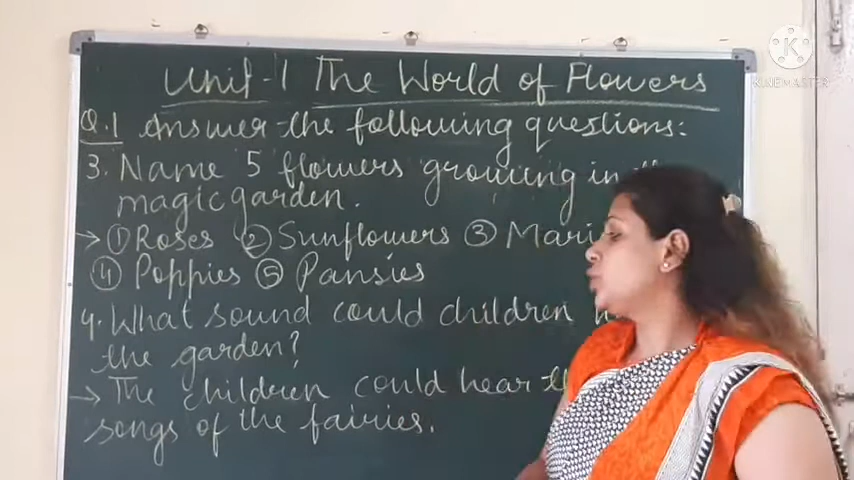 Unit-1 The World of Flowers
Q.1 Answer the following questions:
3. Name 5 flowers growing in the
magic garden.
→ ① Roses ② Sunflowers ③ Mari
④ Poppies ⑤ Pansies
4. What sound could children
the garden?
→ The children could hear
songs of the fairies.
K
KINEMASTER